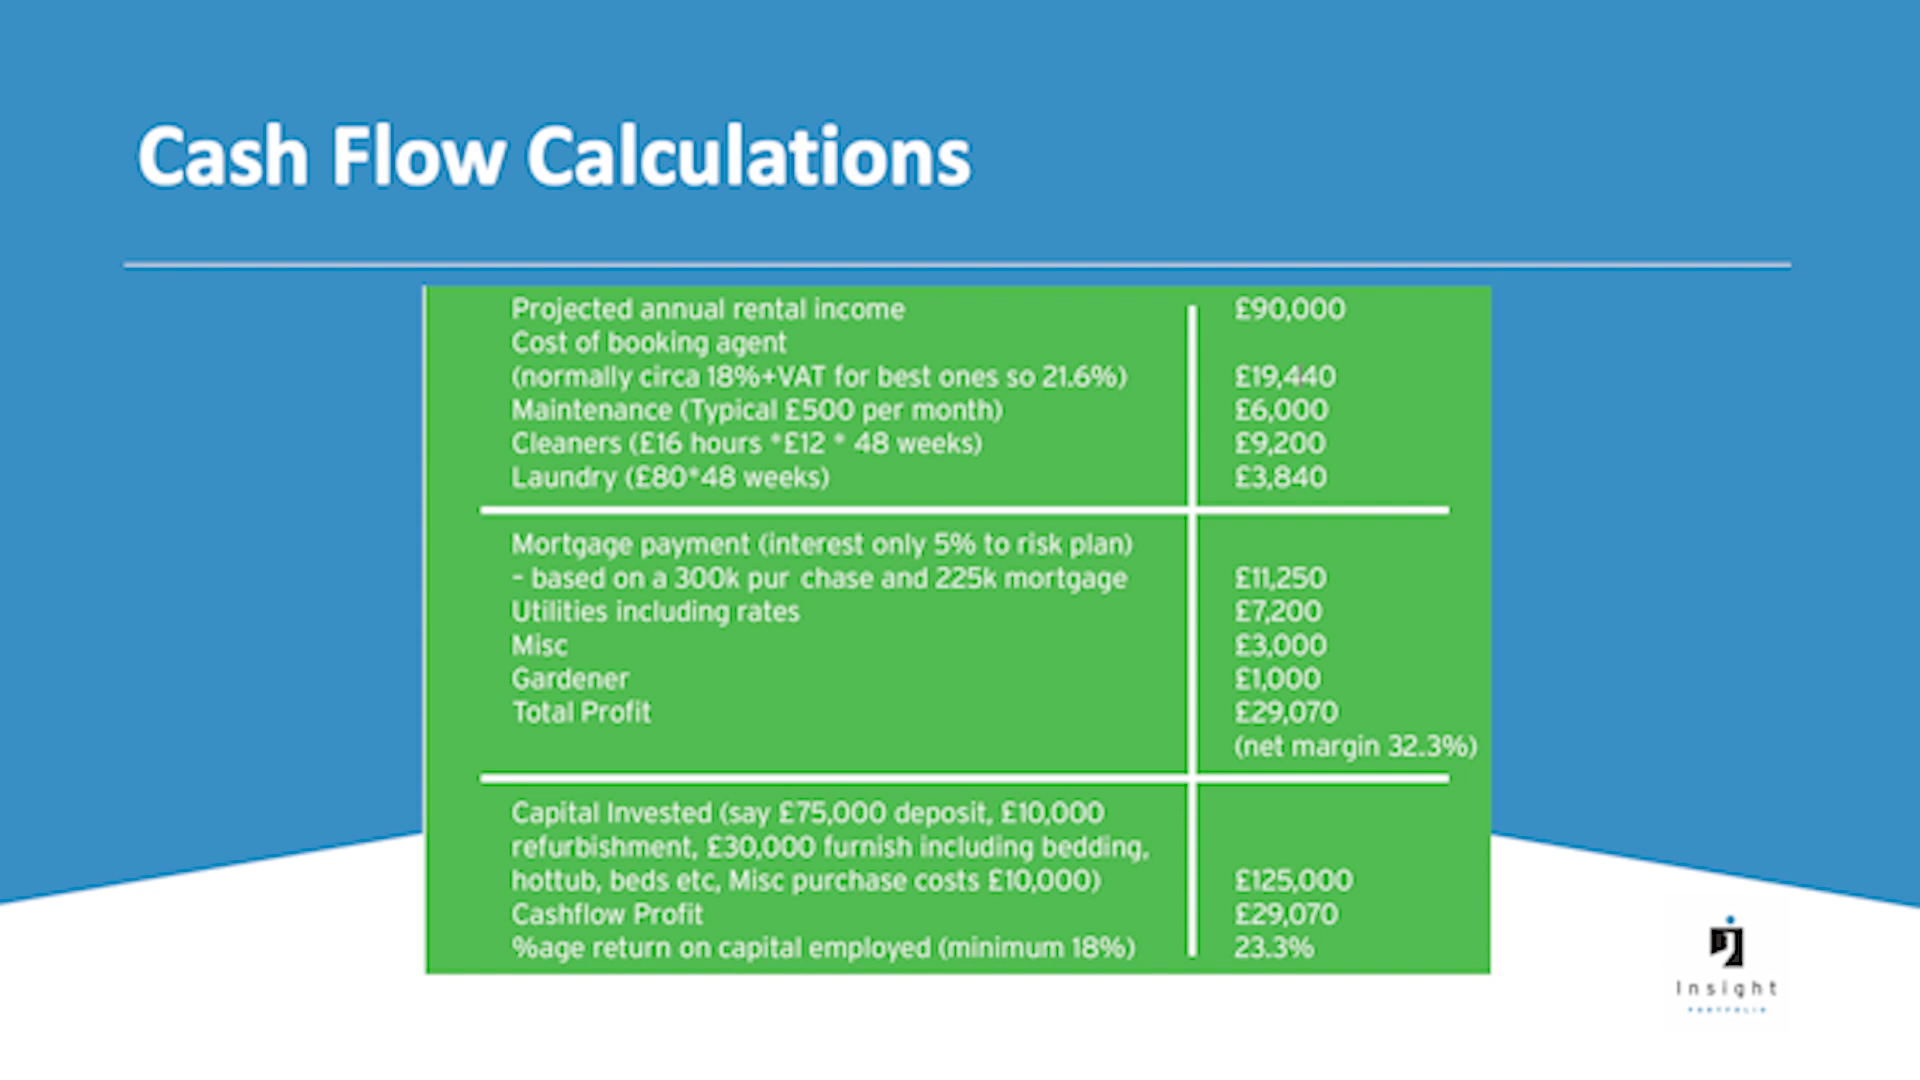 Cash Flow Calculations
Projected annual rental income £90,000
Cost of booking agent
(normally circa 18%+VAT for best ones so 21.6%) £19,440
Maintenance (Typical £500 per month) £6,000
Cleaners (£16 hours *£12 * 48 weeks) £9,200
Laundry (£80*48 weeks) £3,840
Mortgage payment (interest only 5% to risk plan)
- based on a 300k pur chase and 225k mortgage £11,250
Utilities including rates £7,200
Misc £3,000
Gardener £1,000
Total Profit £29,070
(net margin 32.3%)
Capital Invested (say £75,000 deposit, £10,000
refurbishment, £30,000 furnish including bedding,
hottub, beds etc, Misc purchase costs £10,000) £125,000
Cashflow Profit £29,070
%age return on capital employed (minimum 18%) 23.3%
Insight
PORTFOLIO